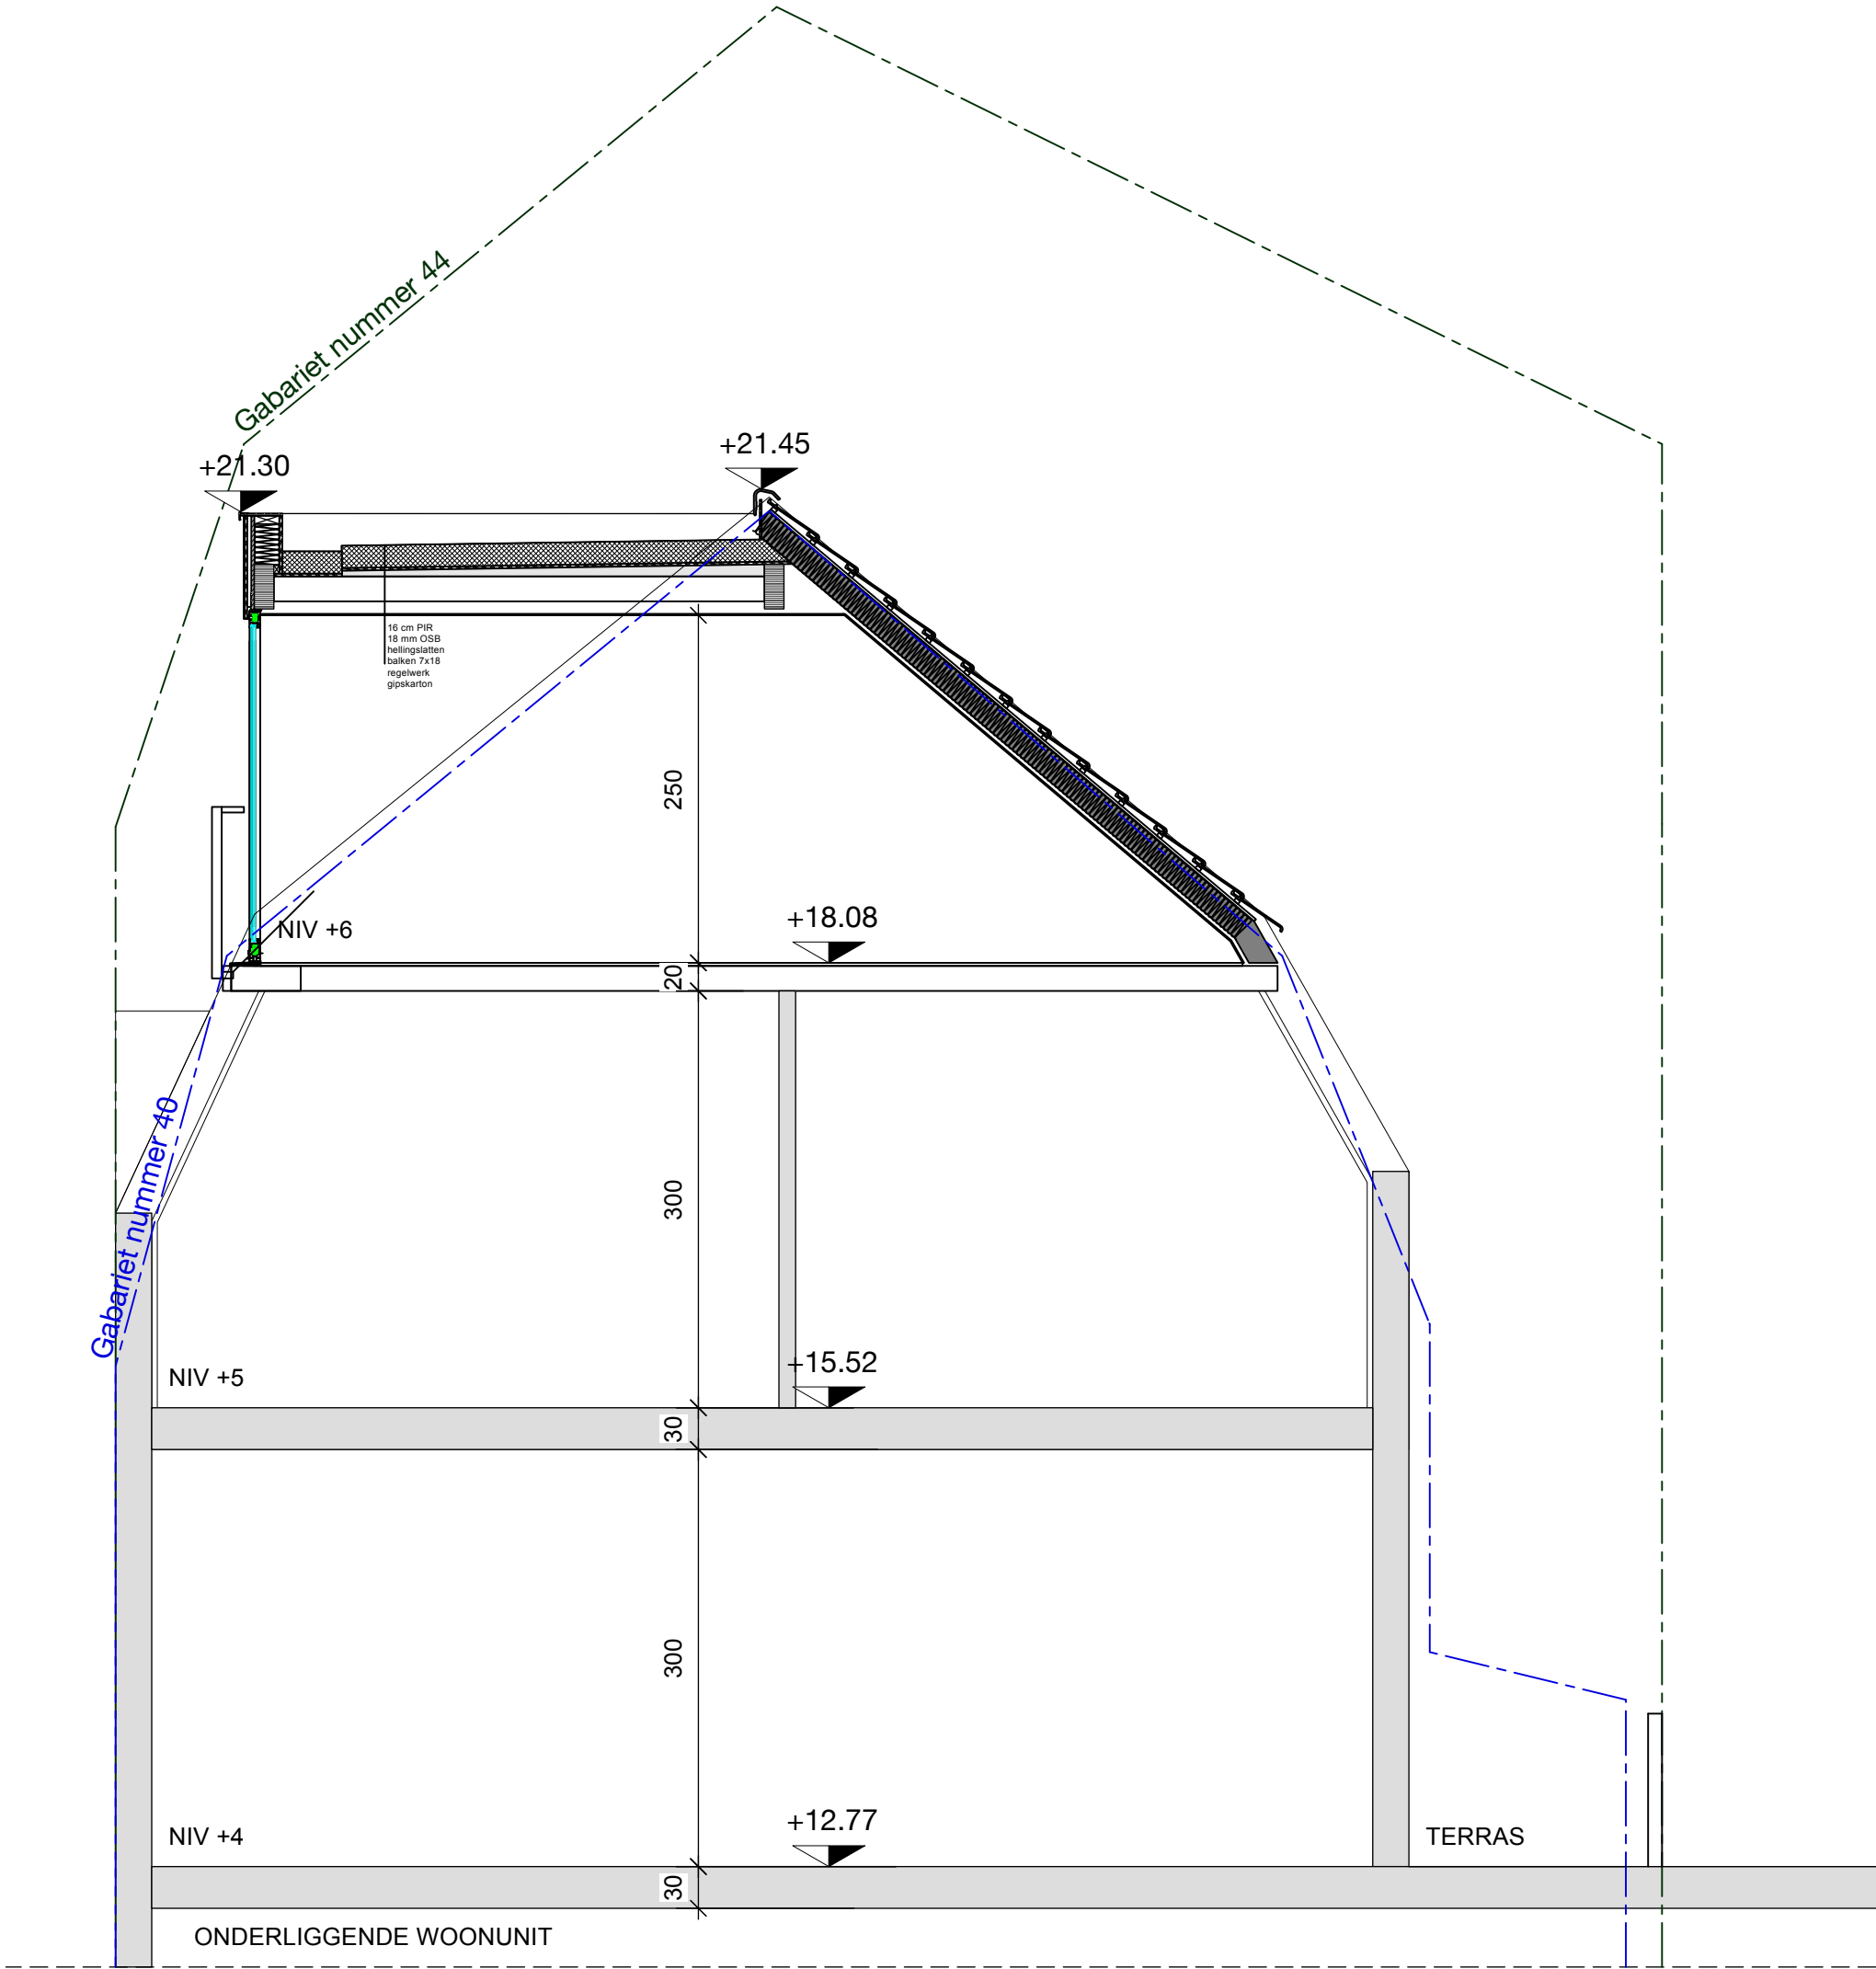 Gabariet nummer 44
+21.45
+21.30
16 cm PIR
18 mm OSB
hellingslatten
balken 7x18
regelwerk
gipskarton
250
+18.08
NIV +6
20
Gabariet nummer 40
300
+15.52
NIV +5
30
300
+12.77
NIV +4
TERRAS
30
ONDERLIGGENDE WOONUNIT